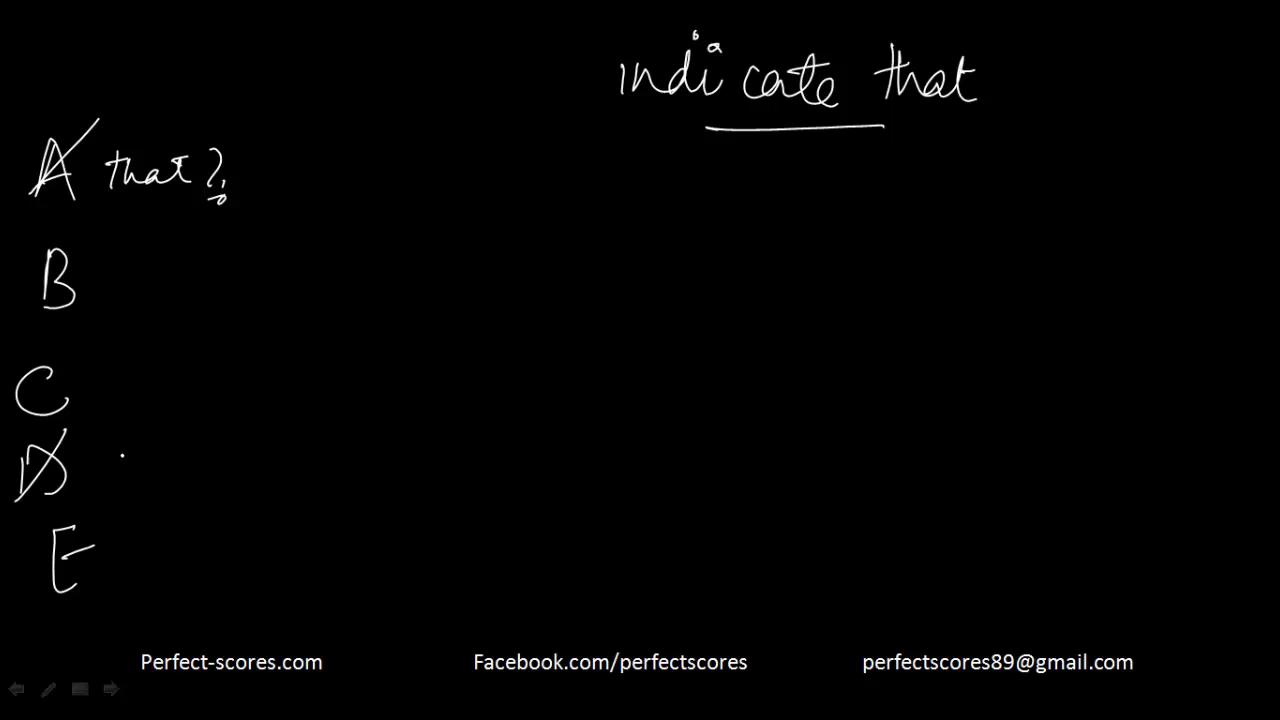 indicate that
A that?
B
C
D
E
Perfect-scores.com Facebook.com/perfectscores perfectscores89@gmail.com